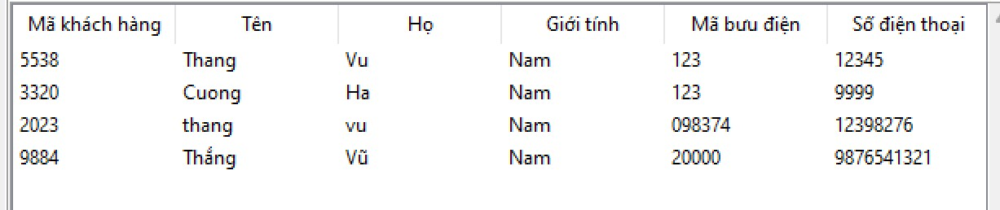 Mã khách hàng Tên Họ Giới tính Mã bưu điện Số điện thoại
5538 Thang Vu Nam 123 12345
3320 Cuong Ha Nam 123 9999
2023 thang vu Nam 098374 12398276
9884 Thắng Vũ Nam 20000 9876541321